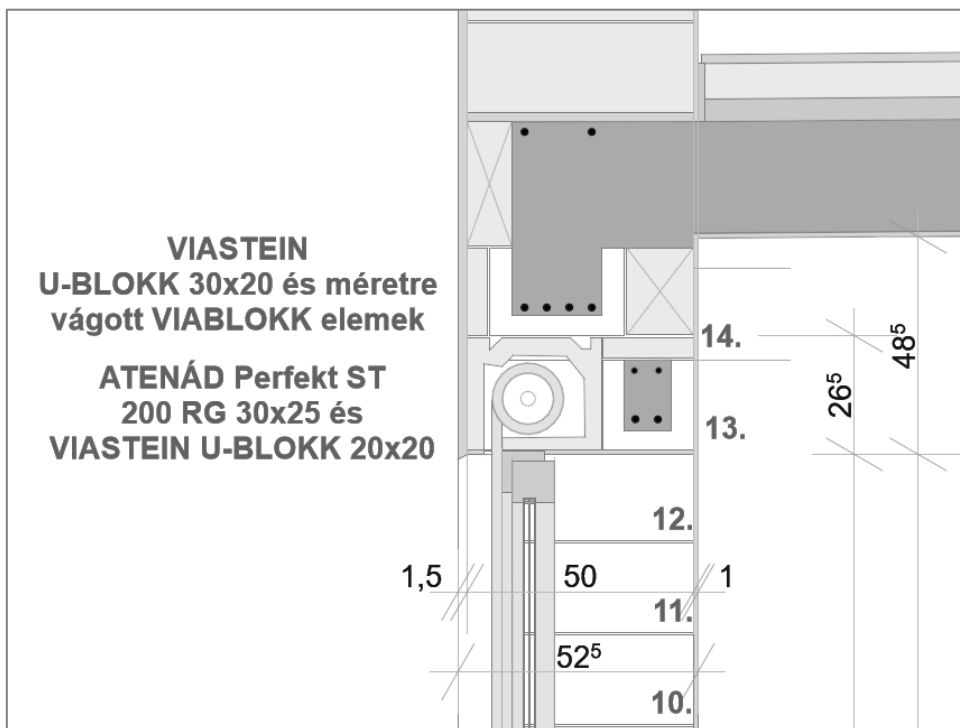 VIASTEIN
U-BLOKK 30x20 és méretre
vágott VIABLOKK elemek
ATENÁD Perfekt ST
200 RG 30x25 és
VIASTEIN U-BLOKK 20x20
14.
13.
12.
11.
10.
26⁵
48⁵
1,5
50
1
52⁵